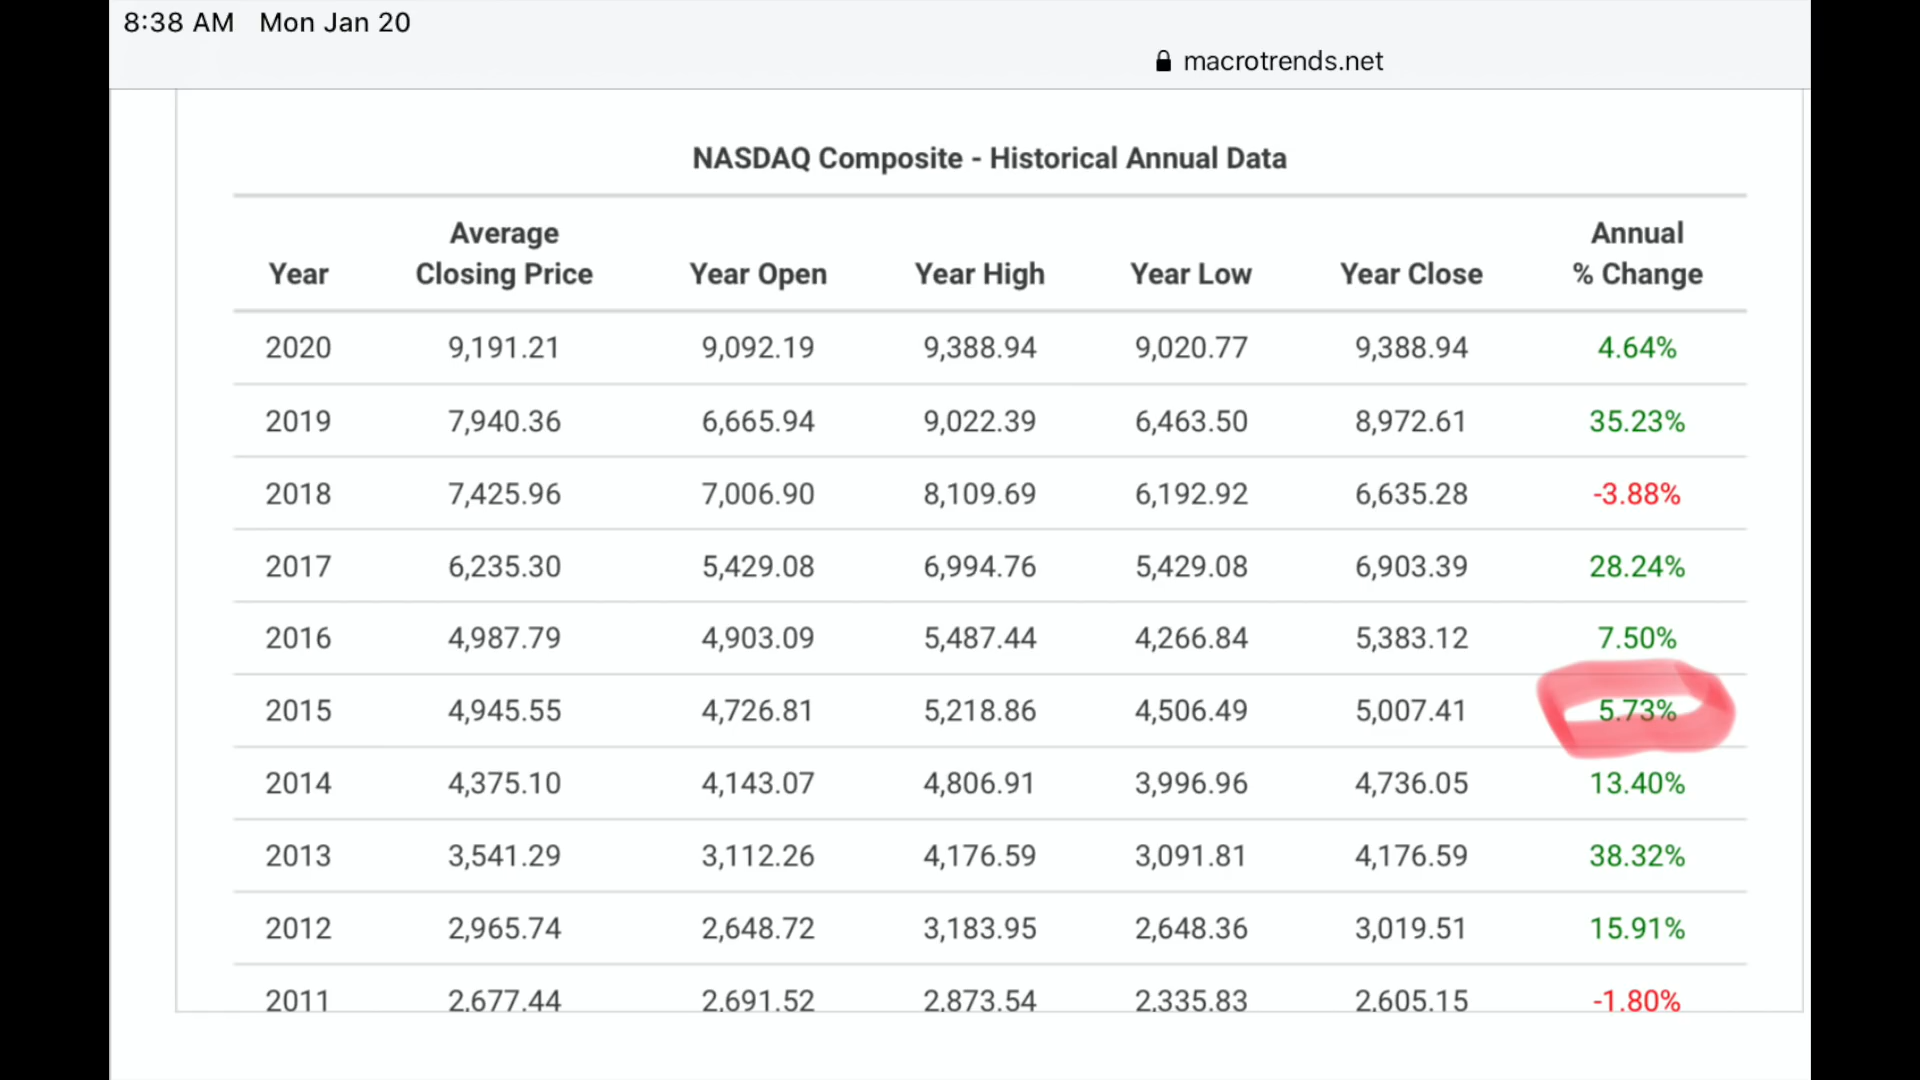 8:38 AM Mon Jan 20
macrotrends.net
NASDAQ Composite - Historical Annual Data
Year Average Closing Price Year Open Year High Year Low Year Close Annual % Change
2020 9,191.21 9,092.19 9,388.94 9,020.77 9,388.94 4.64%
2019 7,940.36 6,665.94 9,022.39 6,463.50 8,972.61 35.23%
2018 7,425.96 7,006.90 8,109.69 6,192.92 6,635.28 -3.88%
2017 6,235.30 5,429.08 6,994.76 5,429.08 6,903.39 28.24%
2016 4,987.79 4,903.09 5,487.44 4,266.84 5,383.12 7.50%
2015 4,945.55 4,726.81 5,218.86 4,506.49 5,007.41 5.73%
2014 4,375.10 4,143.07 4,806.91 3,996.96 4,736.05 13.40%
2013 3,541.29 3,112.26 4,176.59 3,091.81 4,176.59 38.32%
2012 2,965.74 2,648.72 3,183.95 2,648.36 3,019.51 15.91%
2011 2,677.44 2,691.52 2,873.54 2,335.83 2,605.15 -1.80%